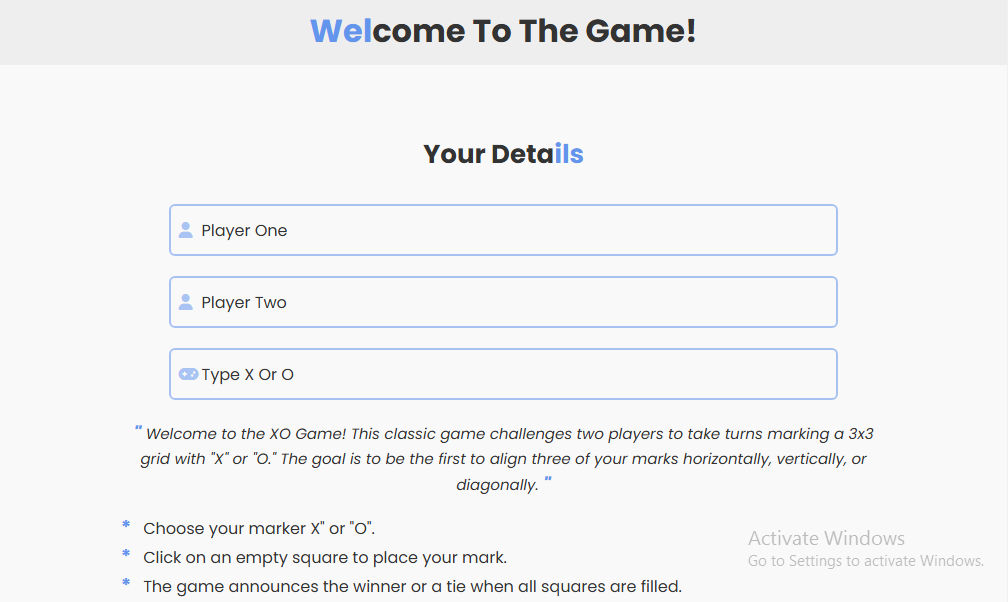 Welcome To The Game!
Your Details
Player One
Player Two
Type X Or O
" Welcome to the XO Game! This classic game challenges two players to take turns marking a 3x3
grid with "X" or "O." The goal is to be the first to align three of your marks horizontally, vertically, or
diagonally. "
* Choose your marker X" or "O".
* Click on an empty square to place your mark.
* The game announces the winner or a tie when all squares are filled.
Activate Windows
Go to Settings to activate Windows.